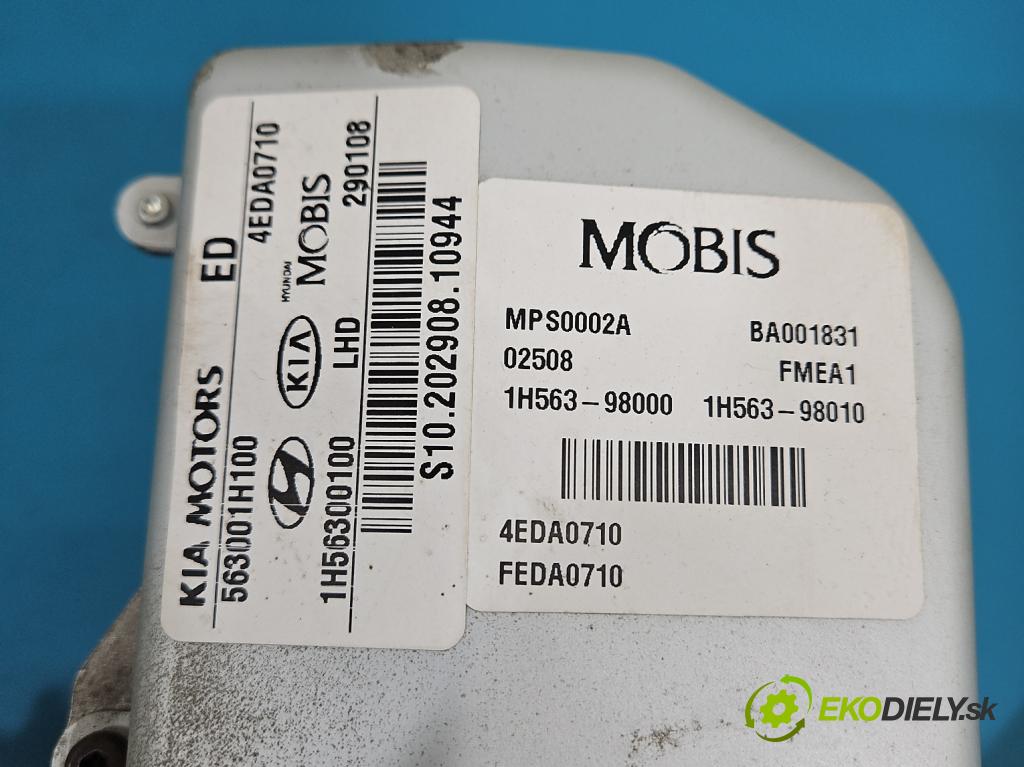 KIA MOTORS ED
563001H100 4EDA0710
KIA HYUNDAI MOBIS
1H56300100 LHD 290108
S10.202908.10944
MOBIS
MPS0002A BA001831
02508 FMEA1
1H563-98000 1H563-98010
4EDA0710
FEDA0710
EKODIELY.sk